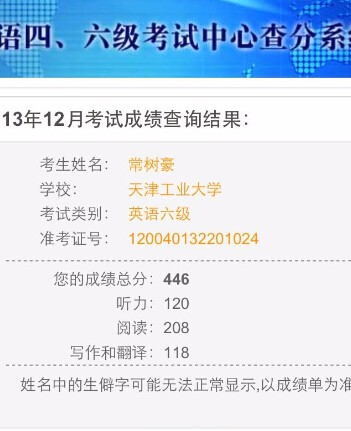 语四、六级考试中心查分系统
13年12月考试成绩查询结果:
考生姓名: 常树豪
学校: 天津工业大学
考试类别: 英语六级
准考证号: 120040132201024
您的成绩总分: 446
听力: 120
阅读: 208
写作和翻译: 118
姓名中的生僻字可能无法正常显示,以成绩单为准